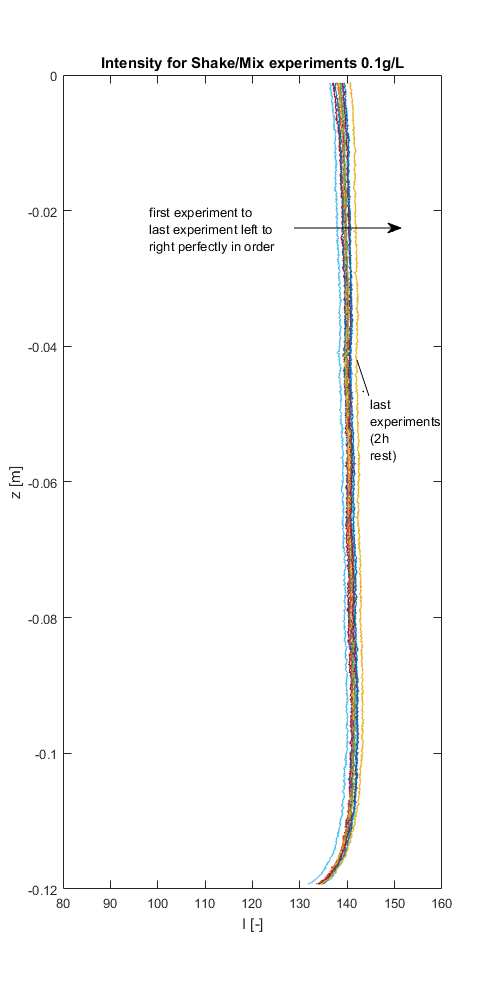 Intensity for Shake/Mix experiments 0.1g/L
0
-0.02
-0.04
-0.06
-0.08
-0.1
-0.12
z [m]
first experiment to
last experiment left to
right perfectly in order
last
experiments
(2h
rest)
80 90 100 110 120 130 140 150 160
I [-]